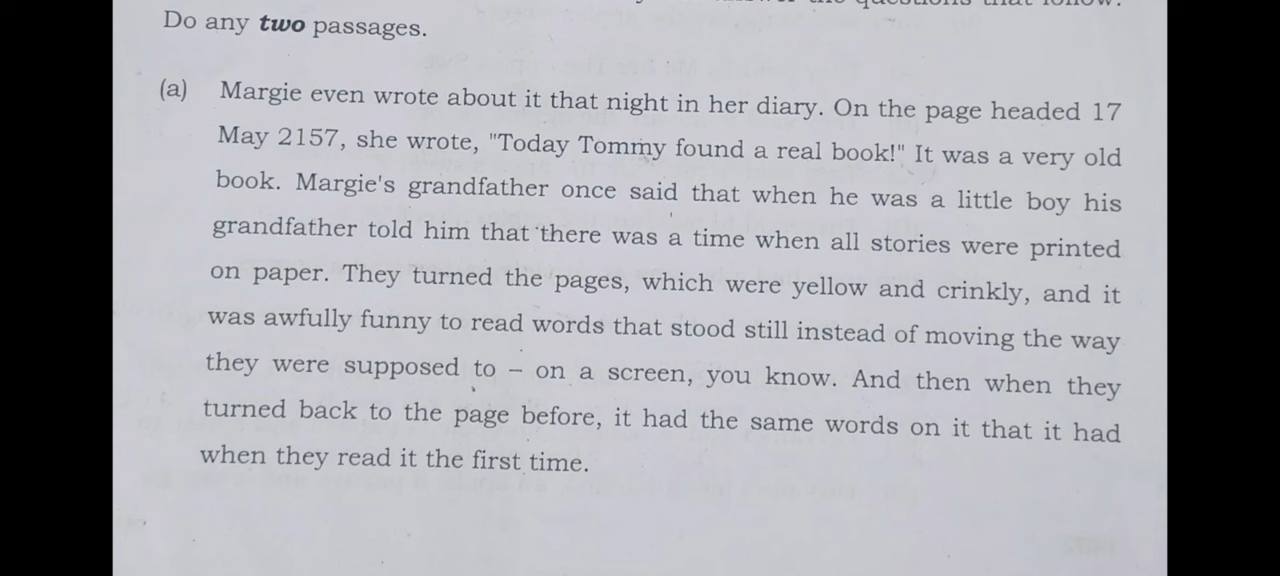 questions that follow.
Do any two passages.
(a) Margie even wrote about it that night in her diary. On the page headed 17
May 2157, she wrote, "Today Tommy found a real book!" It was a very old
book. Margie's grandfather once said that when he was a little boy his
grandfather told him that there was a time when all stories were printed
on paper. They turned the pages, which were yellow and crinkly, and it
was awfully funny to read words that stood still instead of moving the way
they were supposed to – on a screen, you know. And then when they
turned back to the page before, it had the same words on it that it had
when they read it the first time.